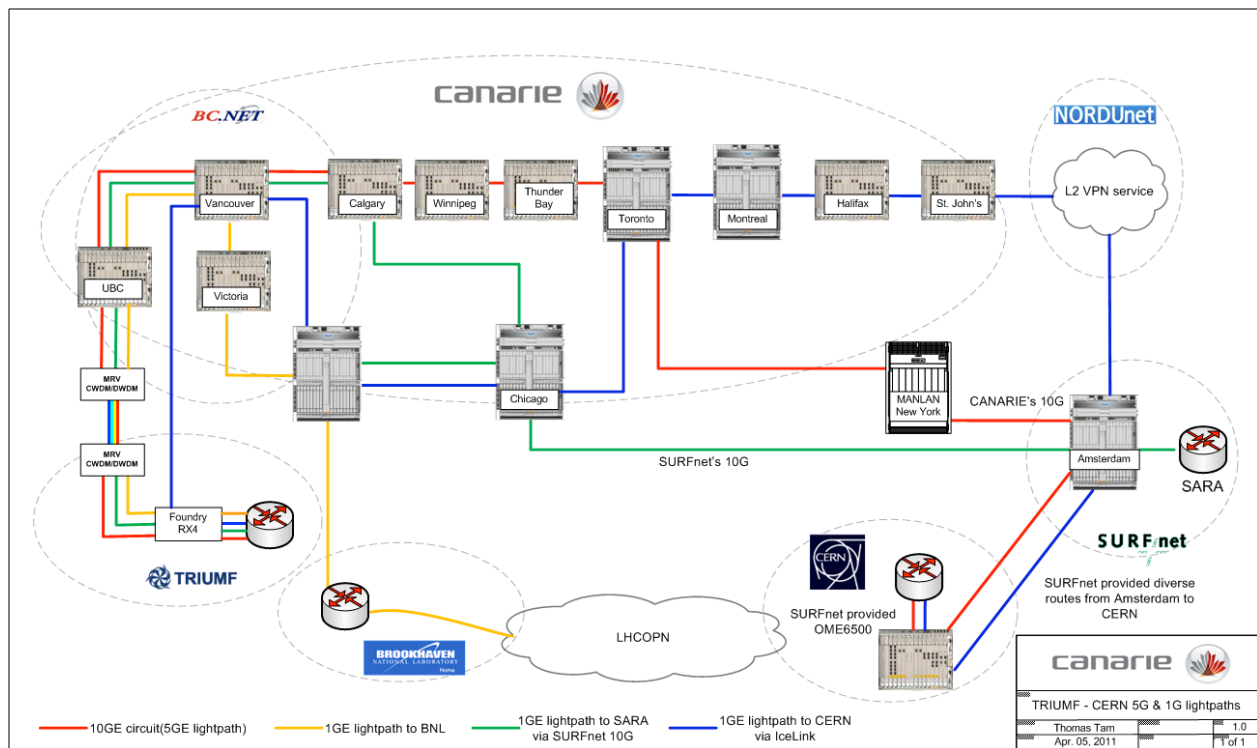 canarie
BC.NET
NORDUnet
L2 VPN service
Vancouver
Calgary
Winnipeg
Thunder
Bay
Toronto
Montreal
Halifax
St. John's
UBC
Victoria
Chicago
MANLAN
New York
CANARIE's 10G
SURFnet's 10G
Amsterdam
SARA
MRV
CWDM/DWDM
MRV
CWDM/DWDM
Foundry
RX4
TRIUMF
CERN
SURFnet provided
OME6500
SURFnet
SURFnet provided diverse
routes from Amsterdam to
CERN
LHCOPN
BROOKHAVEN
NATIONAL LABORATORY
Home
10GE circuit(5GE lightpath)
1GE lightpath to BNL
1GE lightpath to SARA
via SURFnet 10G
1GE lightpath to CERN
via IceLink
canarie
TRIUMF - CERN 5G & 1G lightpaths
Thomas Tam
1.0
Apr. 05, 2011
1 of 1